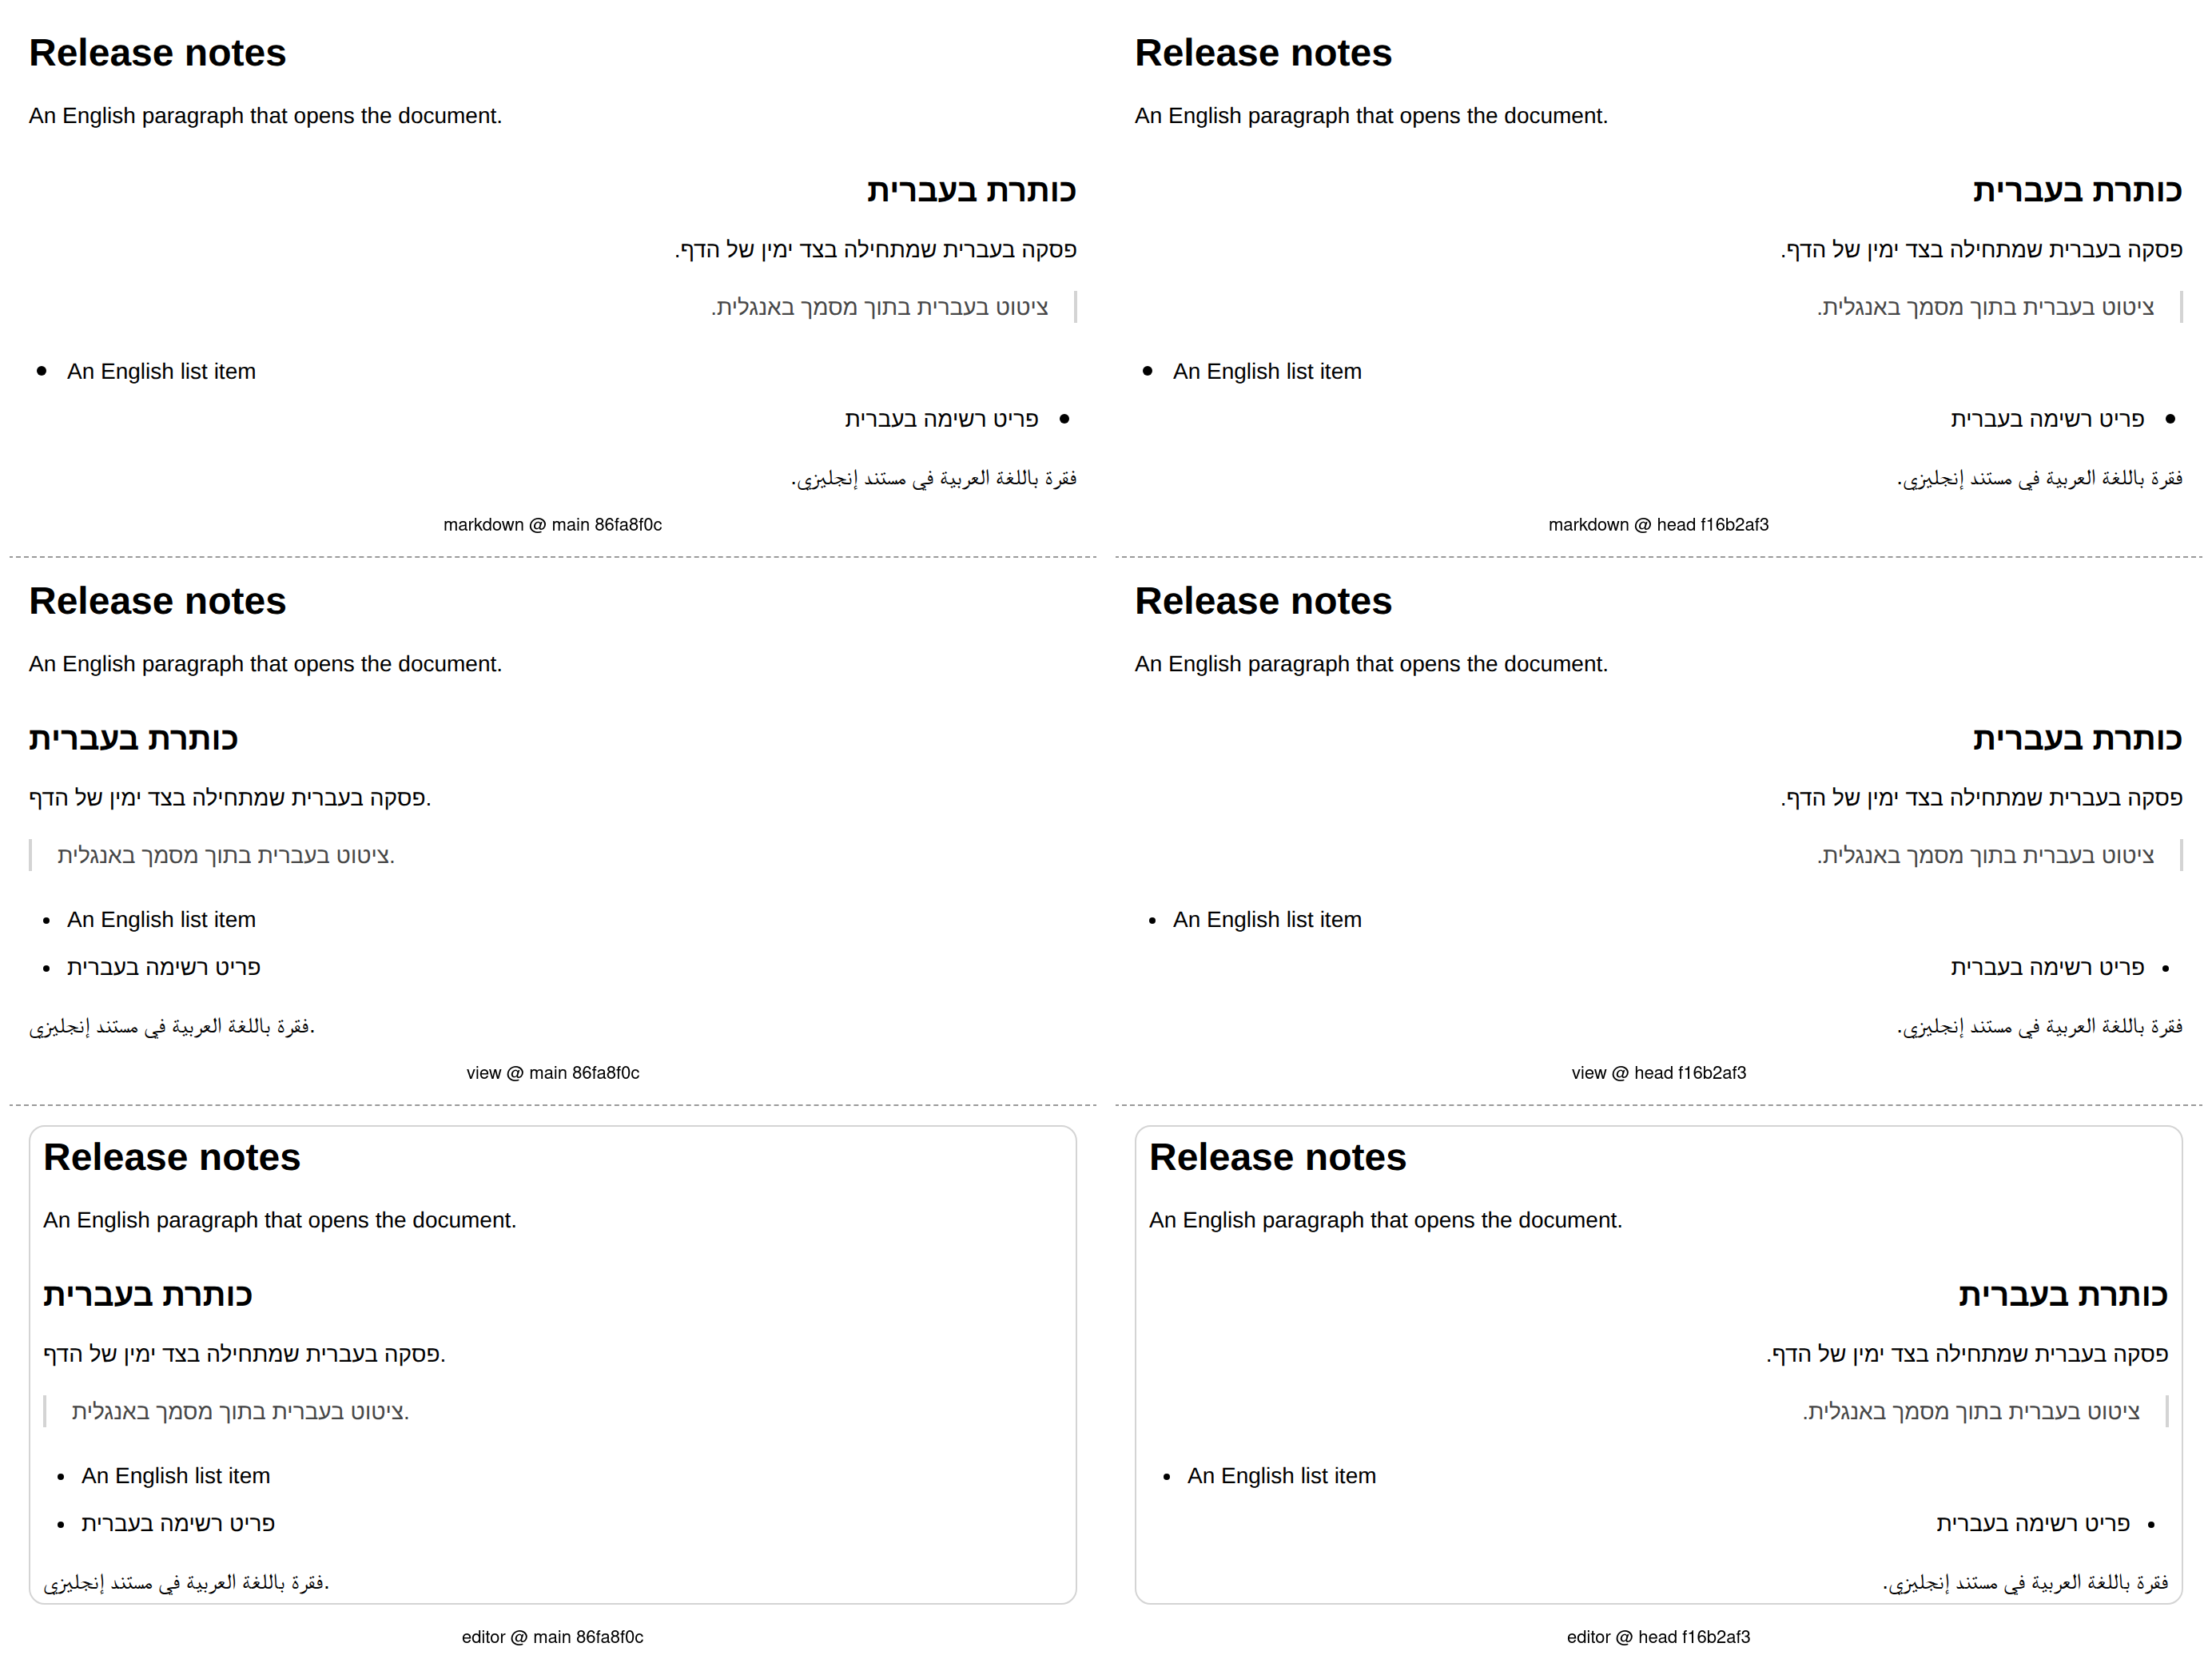 Release notes
An English paragraph that opens the document.
כותרת בעברית
פסקה בעברית שמתחילה בצד ימין של הדף.
ציטוט בעברית בתוך מסמך באנגלית.
• An English list item
• פריט רשימה בעברית
فقرة باللغة العربية في مستند إنجليزي.
markdown @ main 86fa8f0c
Release notes
An English paragraph that opens the document.
כותרת בעברית
פסקה בעברית שמתחילה בצד ימין של הדף.
ציטוט בעברית בתוך מסמך באנגלית.
• An English list item
• פריט רשימה בעברית
فقرة باللغة العربية في مستند إنجليزي.
markdown @ head f16b2af3
Release notes
An English paragraph that opens the document.
כותרת בעברית
פסקה בעברית שמתחילה בצד ימין של הדף.
ציטוט בעברית בתוך מסמך באנגלית.
• An English list item
• פריט רשימה בעברית
فقرة باللغة العربية في مستند إنجليزي.
view @ main 86fa8f0c
Release notes
An English paragraph that opens the document.
כותרת בעברית
פסקה בעברית שמתחילה בצד ימין של הדף.
ציטוט בעברית בתוך מסמך באנגלית.
• An English list item
• פריט רשימה בעברית
فقرة باللغة العربية في مستند إنجليزي.
view @ head f16b2af3
Release notes
An English paragraph that opens the document.
כותרת בעברית
פסקה בעברית שמתחילה בצד ימין של הדף.
ציטוט בעברית בתוך מסמך באנגלית.
• An English list item
• פריט רשימה בעברית
فقرة باللغة العربية في مستند إنجليزي.
editor @ main 86fa8f0c
Release notes
An English paragraph that opens the document.
כותרת בעברית
פסקה בעברית שמתחילה בצד ימין של הדף.
ציטוט בעברית בתוך מסמך באנגלית.
• An English list item
• פריט רשימה בעברית
فقرة باللغة العربية في مستند إنجليزي.
editor @ head f16b2af3